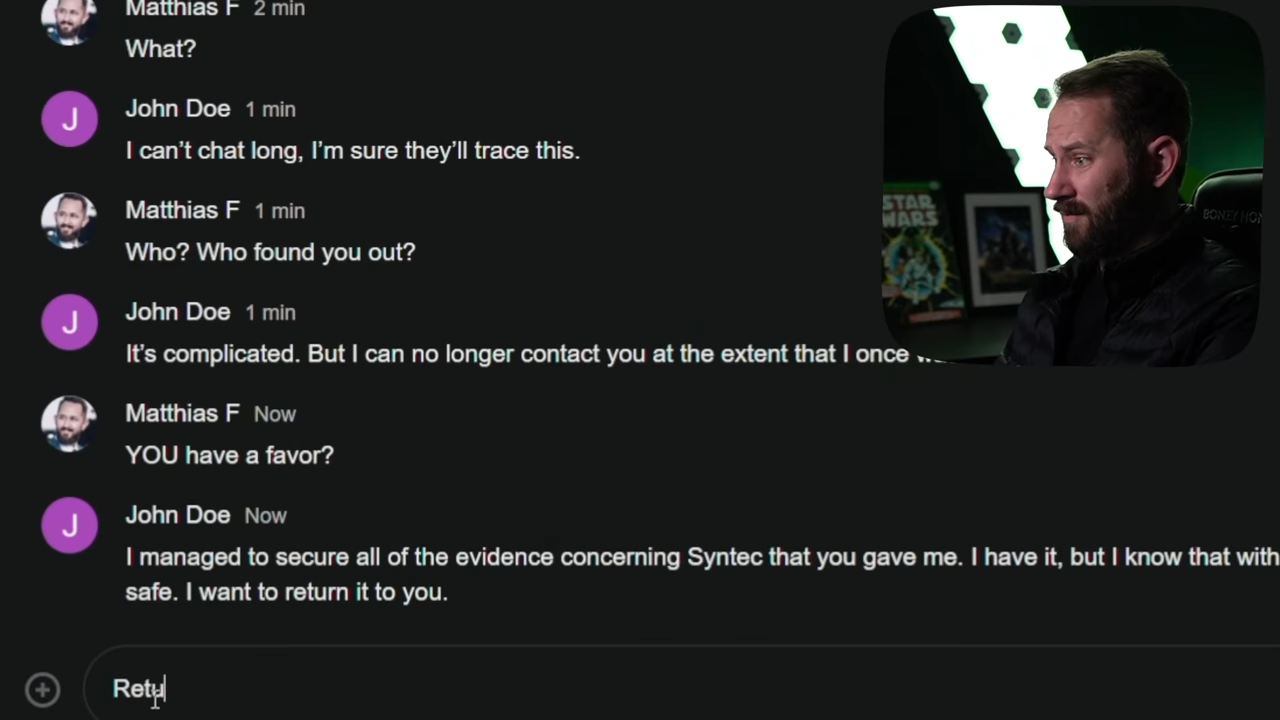 Matthias F 2 min
What?
J
John Doe 1 min
I can't chat long, I'm sure they'll trace this.
Matthias F 1 min
Who? Who found you out?
J
John Doe 1 min
It's complicated. But I can no longer contact you at the extent that I once
Matthias F Now
YOU have a favor?
J
John Doe Now
I managed to secure all of the evidence concerning Syntec that you gave me. I have it, but I know that with
safe. I want to return it to you.
Retu
STAR
WARS